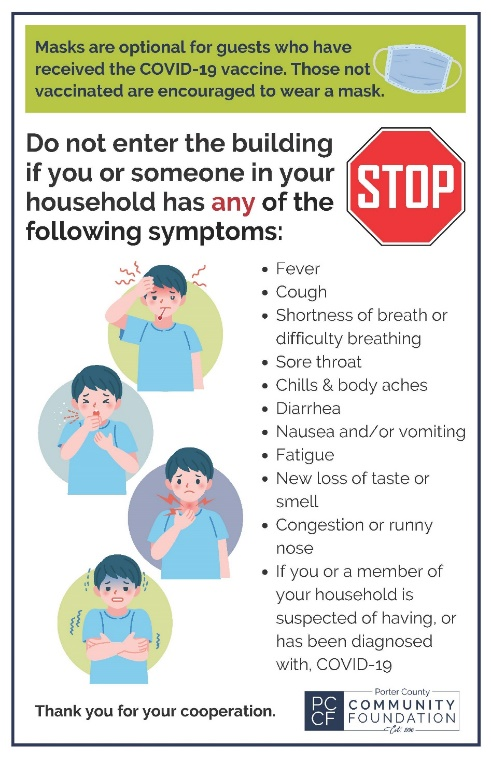 Masks are optional for guests who have
received the COVID-19 vaccine. Those not
vaccinated are encouraged to wear a mask.
Do not enter the building
if you or someone in your
household has any of the
following symptoms:
STOP
• Fever
• Cough
• Shortness of breath or
difficulty breathing
• Sore throat
• Chills & body aches
• Diarrhea
• Nausea and/or vomiting
• Fatigue
• New loss of taste or
smell
• Congestion or runny
nose
• If you or a member of
your household is
suspected of having, or
has been diagnosed
with, COVID-19
Thank you for your cooperation.
PC
CF
Porter County
COMMUNITY
FOUNDATION
Est.